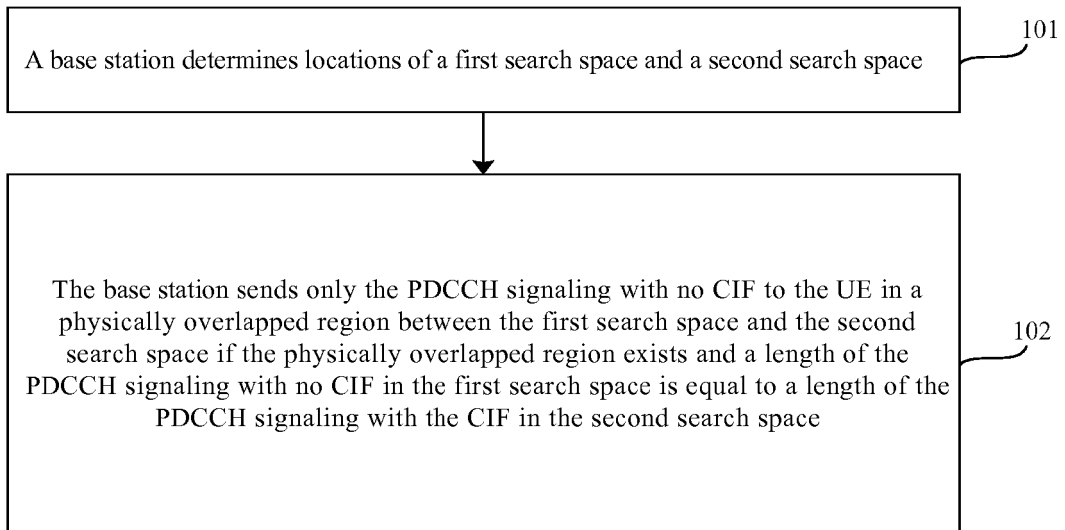 101
A base station determines locations of a first search space and a second search space
The base station sends only the PDCCH signaling with no CIF to the UE in a
physically overlapped region between the first search space and the second
search space if the physically overlapped region exists and a length of the
PDCCH signaling with no CIF in the first search space is equal to a length of the
PDCCH signaling with the CIF in the second search space
102